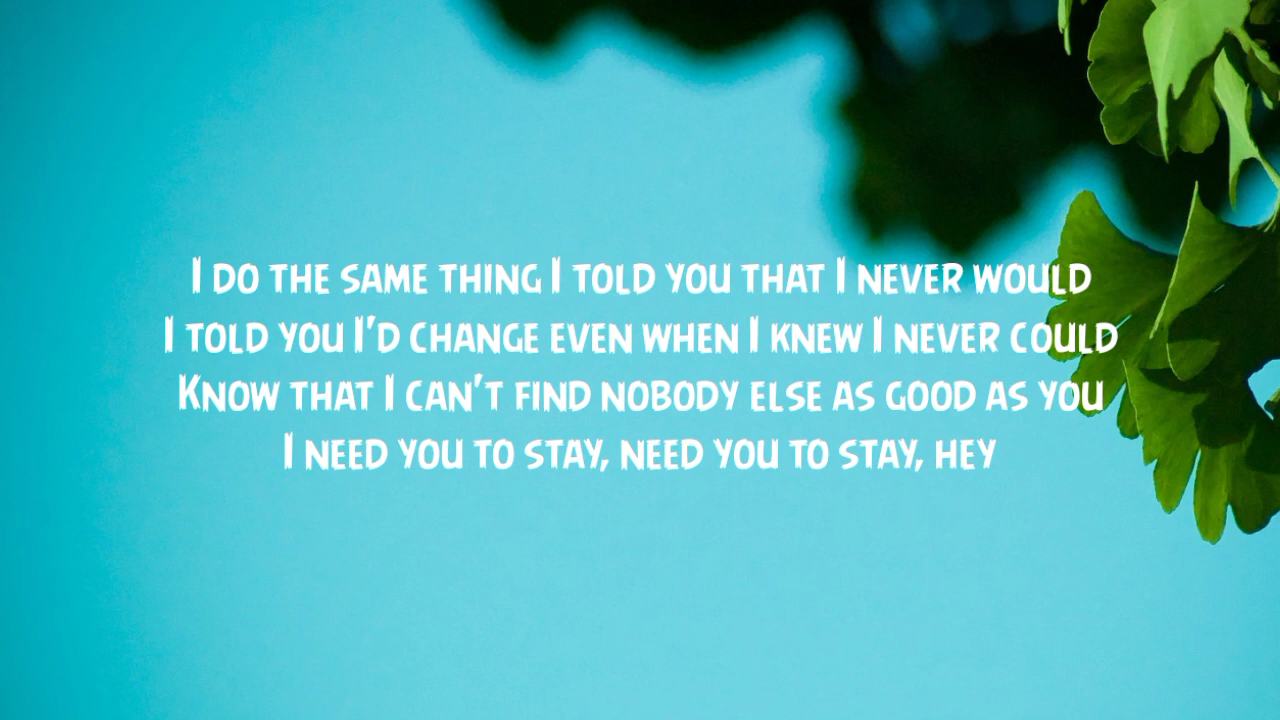 I do the same thing I told you that I never would
I told you I'd change even when I knew I never could
Know that I can't find nobody else as good as you
I need you to stay, need you to stay, hey